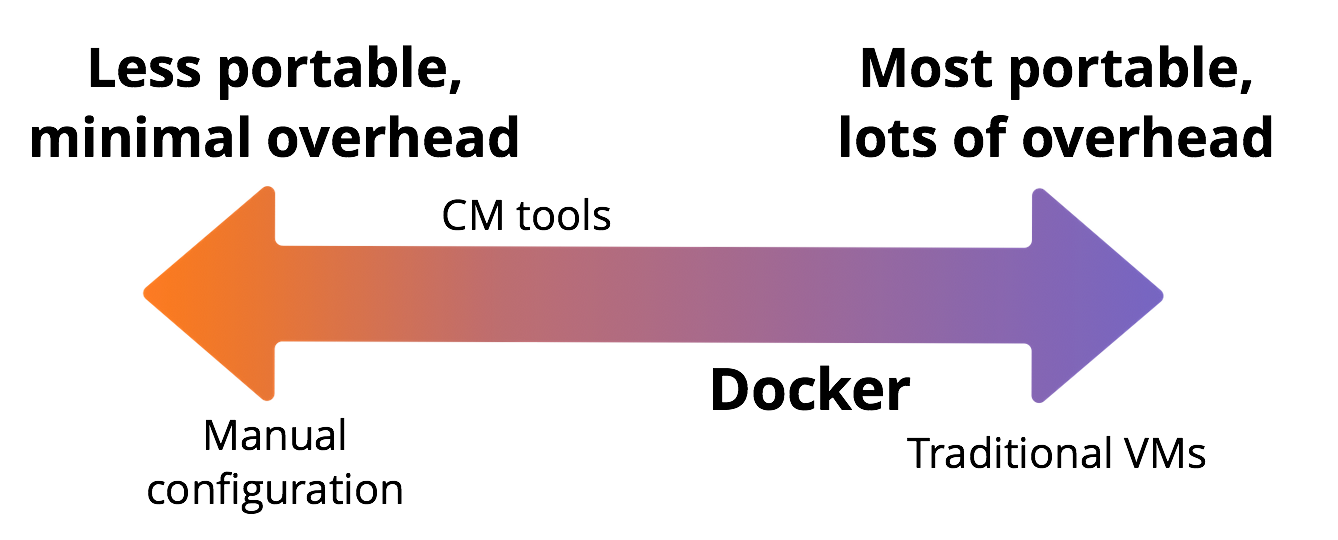 Less portable,
minimal overhead
Most portable,
lots of overhead
CM tools
Docker
Manual
configuration
Traditional VMs